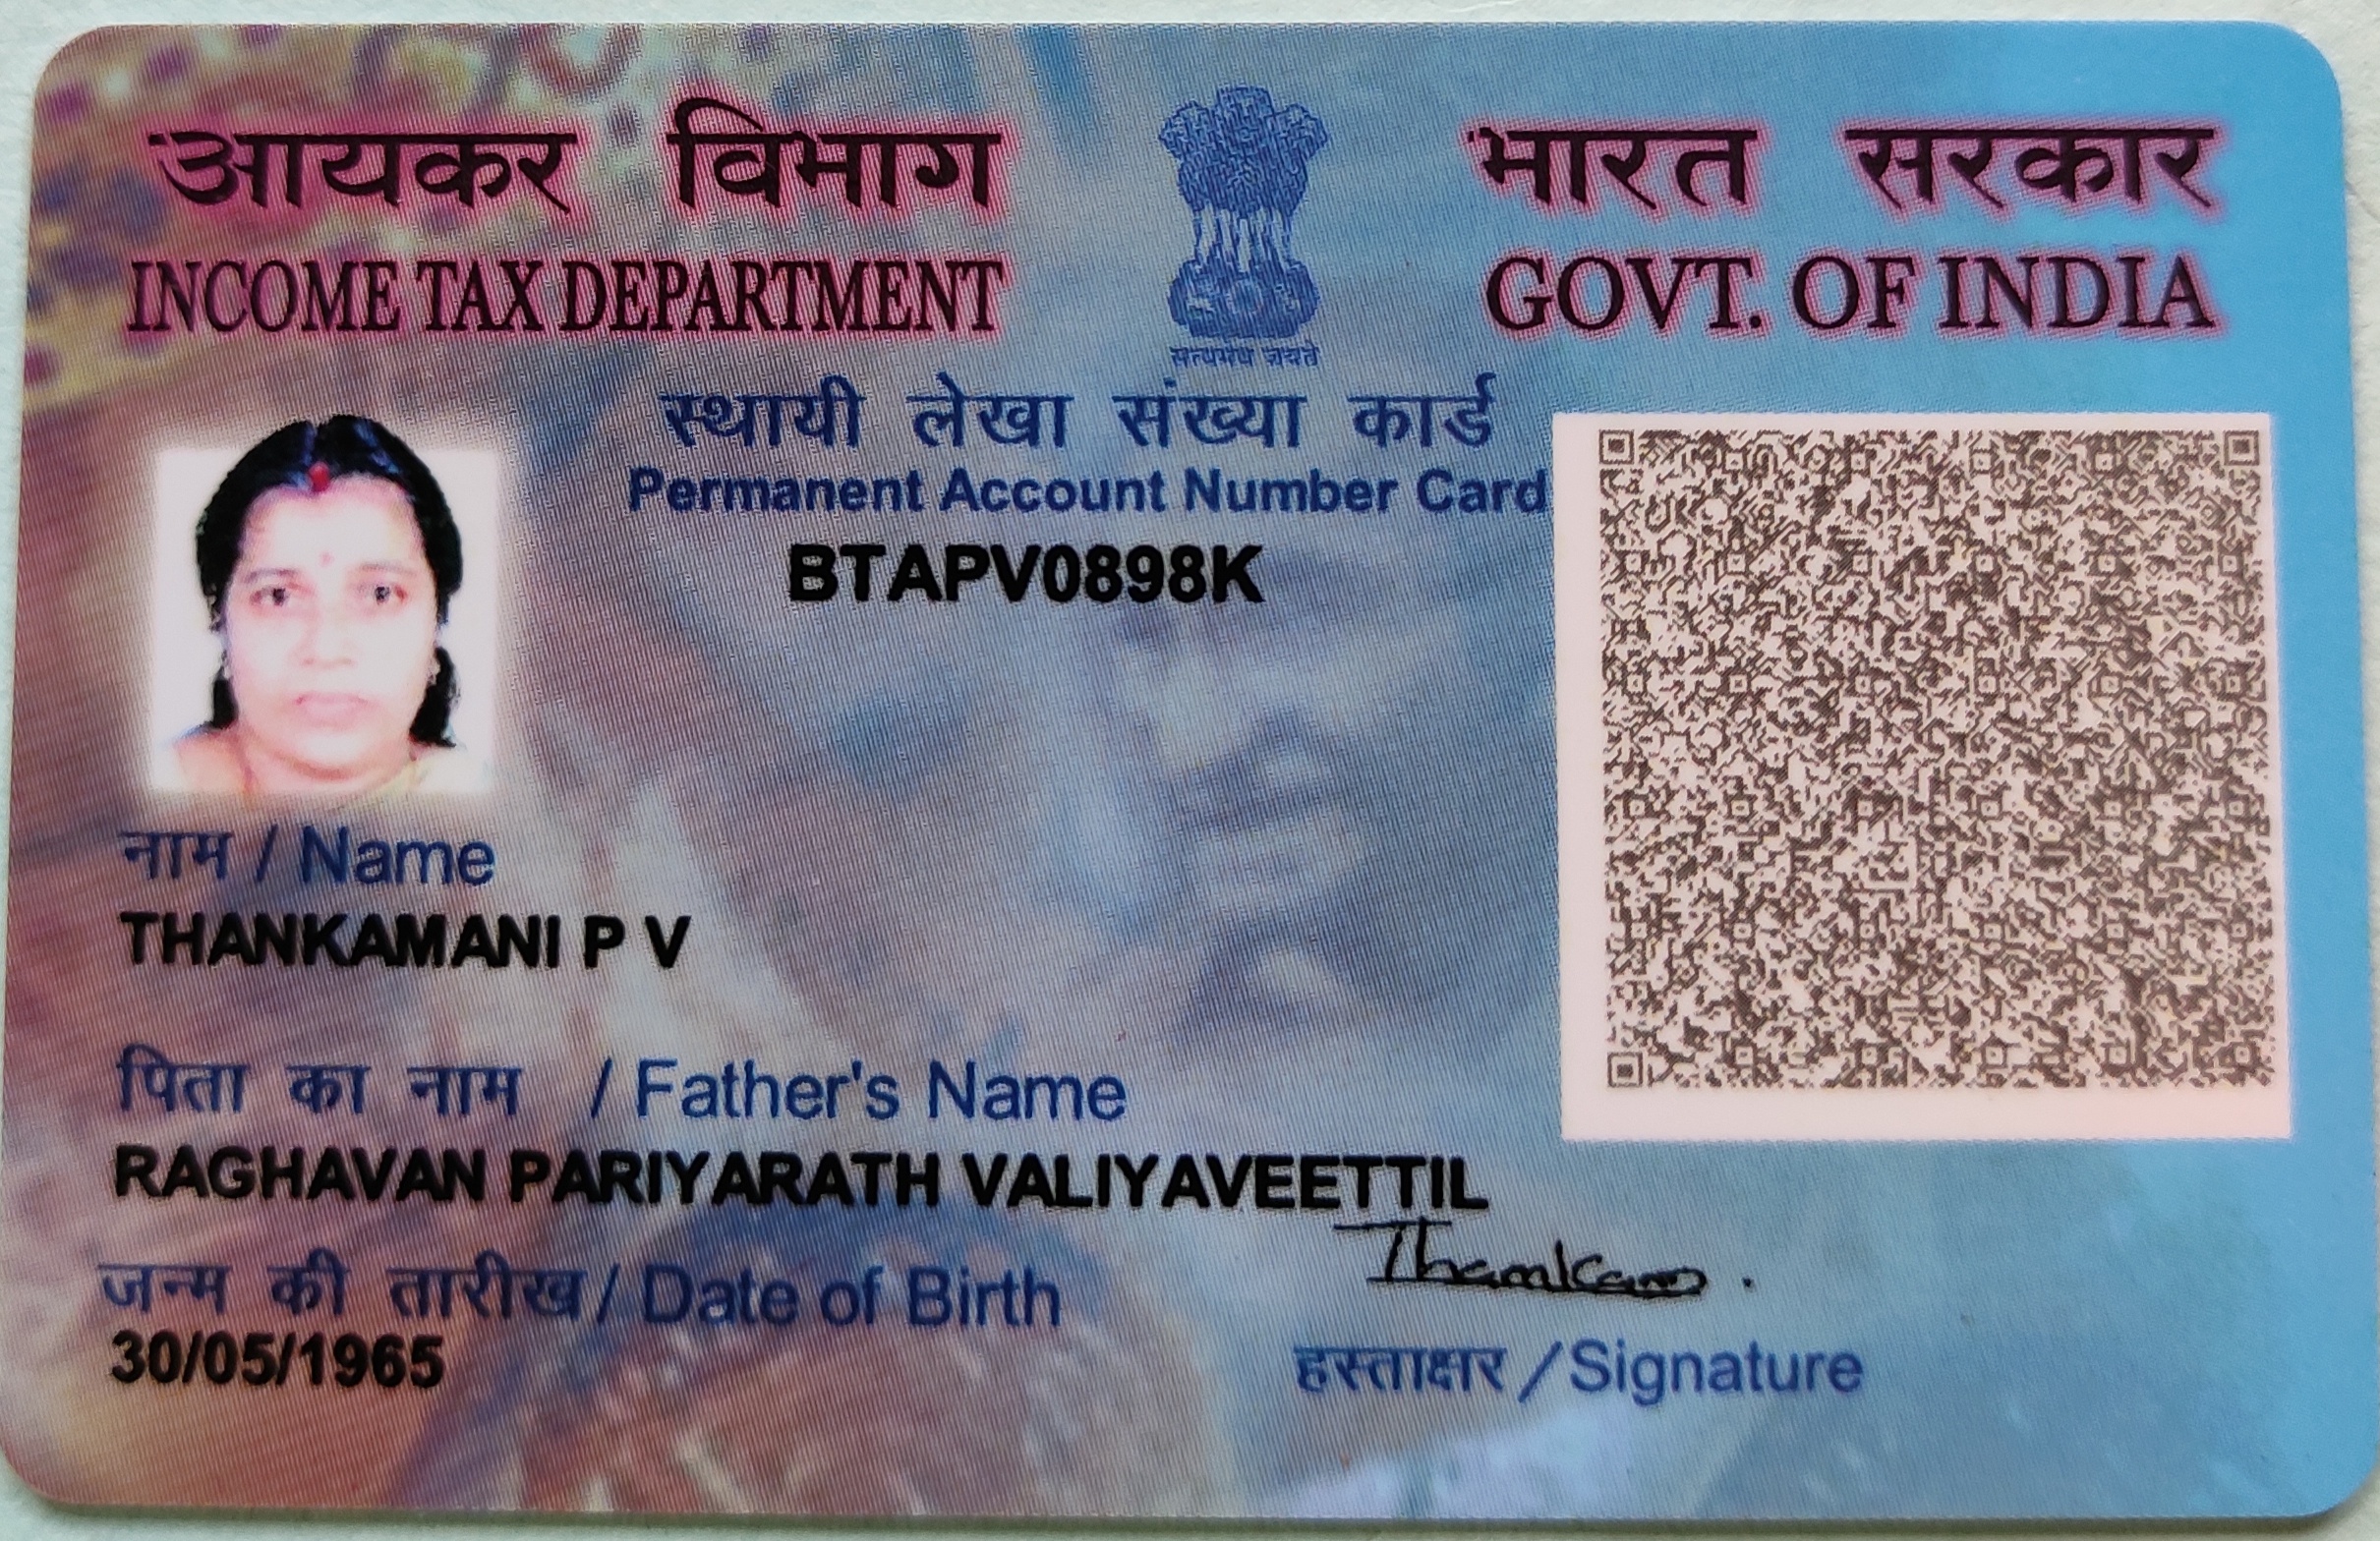 आयकर विभाग
INCOME TAX DEPARTMENT
सत्यमेव जयते
भारत सरकार
GOVT. OF INDIA
स्थायी लेखा संख्या कार्ड
Permanent Account Number Card
BTAPV0898K
नाम / Name
THANKAMANI P V
पिता का नाम / Father's Name
RAGHAVAN PARIYARATH VALIYAVEETTIL
जन्म की तारीख / Date of Birth
30/05/1965
हस्ताक्षर / Signature